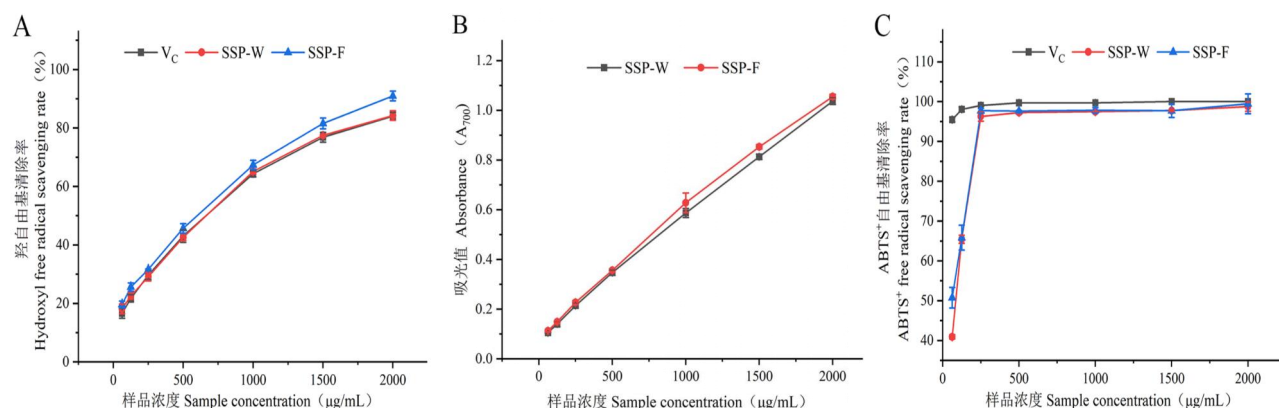 A
V_C SSP-W SSP-F
羟自由基清除率
Hydroxyl free radical scavenging rate（%）
100
80
60
40
20
0
0 500 1000 1500 2000
样品浓度 Sample concentration（μg/mL）
B
SSP-W SSP-F
吸光值 Absorbance（A_700）
1.2
1.0
0.8
0.6
0.4
0.2
0.0
0 500 1000 1500 2000
样品浓度 Sample concentration（μg/mL）
C
V_C SSP-W SSP-F
ABTS⁺自由基清除率
ABTS⁺ free radical scavenging rate（%）
110
100
90
80
70
60
50
40
0 500 1000 1500 2000
样品浓度 Sample concentration（μg/mL）